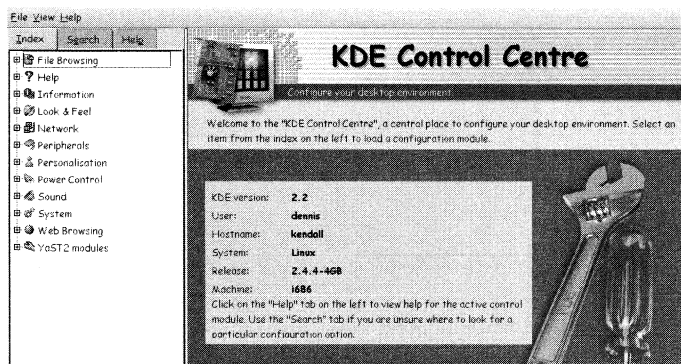 File View Help
Index Search Help
KDE Control Centre
Configure your desktop environment.
File Browsing
Help
Information
Look & Feel
Network
Peripherals
Personalisation
Power Control
Sound
System
Web Browsing
YaST2 modules
Welcome to the "KDE Control Centre", a central place to configure your desktop environment. Select an
item from the index on the left to load a configuration module.
KDE version: 2.2
User: dennis
Hostname: kendall
System: Linux
Release: 2.4.4-4GB
Machine: i686
Click on the "Help" tab on the left to view help for the active control
module. Use the "Search" tab if you are unsure where to look for a
particular configuration option.